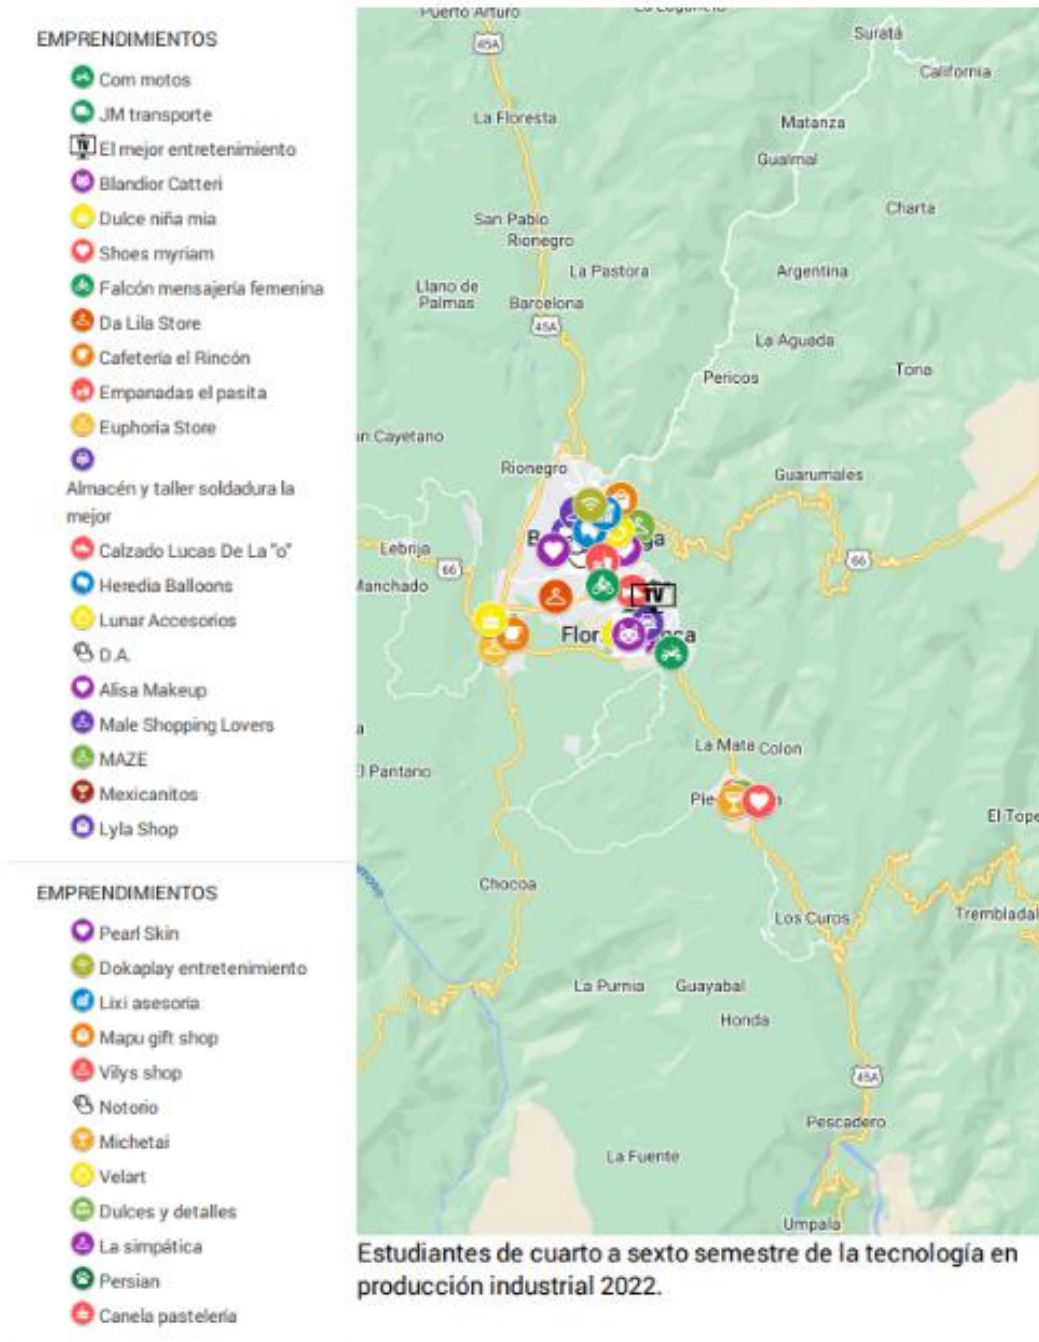 EMPRENDIMIENTOS
Com motos
JM transporte
El mejor entretenimiento
Blandior Catteri
Dulce niña mia
Shoes myriam
Falcón mensajería femenina
Da Lila Store
Cafetería el Rincón
Empanadas el pasita
Euphoria Store
Almacén y taller soldadura la
mejor
Calzado Lucas De La "o"
Heredia Balloons
Lunar Accesorios
D.A.
Alisa Makeup
Male Shopping Lovers
MAZE
Mexicanitos
Lyla Shop
EMPRENDIMIENTOS
Pearl Skin
Dokaplay entretenimiento
Lixi asesoría
Mapu gift shop
Vilys shop
Notorio
Michetai
Velart
Dulces y detalles
La simpática
Persian
Canela pastelería
Puerto Arturo
45A
Suratá
California
La Floresta
Matanza
Gualmal
Charta
San Pablo
Rionegro
La Pastora
Argentina
Llano de
Palmas
Barcelona
45A
La Aguada
Pericos
Tona
Cayetano
Rionegro
Guarumales
Lebrija
66
66
Manchado
TV
La Mata
Colon
El Pantano
El Tope
Chocoa
Los Curos
Trembladal
La Purnia
Guayabal
Honda
45A
Pescadero
La Fuente
Umpala
Estudiantes de cuarto a sexto semestre de la tecnología en
producción industrial 2022.